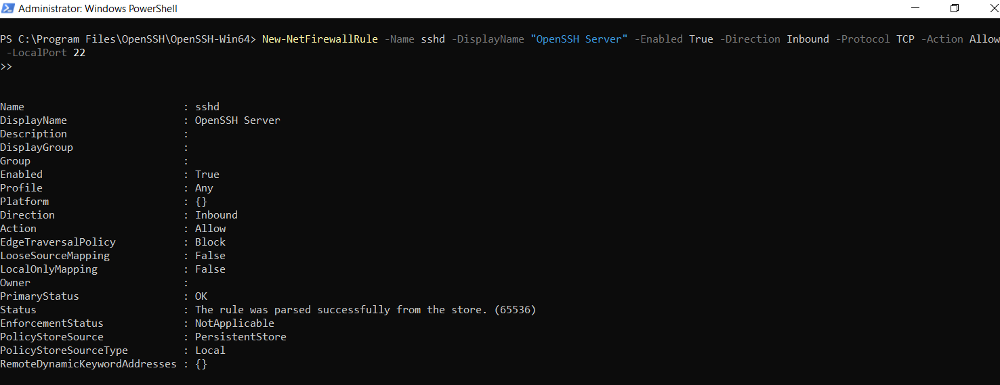 Administrator: Windows PowerShell
PS C:\Program Files\OpenSSH\OpenSSH-Win64> New-NetFirewallRule -Name sshd -DisplayName "OpenSSH Server" -Enabled True -Direction Inbound -Protocol TCP -Action Allow
-LocalPort 22
>>
Name : sshd
DisplayName : OpenSSH Server
Description :
DisplayGroup :
Group :
Enabled : True
Profile : Any
Platform : {}
Direction : Inbound
Action : Allow
EdgeTraversalPolicy : Block
LooseSourceMapping : False
LocalOnlyMapping : False
Owner :
PrimaryStatus : OK
Status : The rule was parsed successfully from the store. (65536)
EnforcementStatus : NotApplicable
PolicyStoreSource : PersistentStore
PolicyStoreSourceType : Local
RemoteDynamicKeywordAddresses : {}